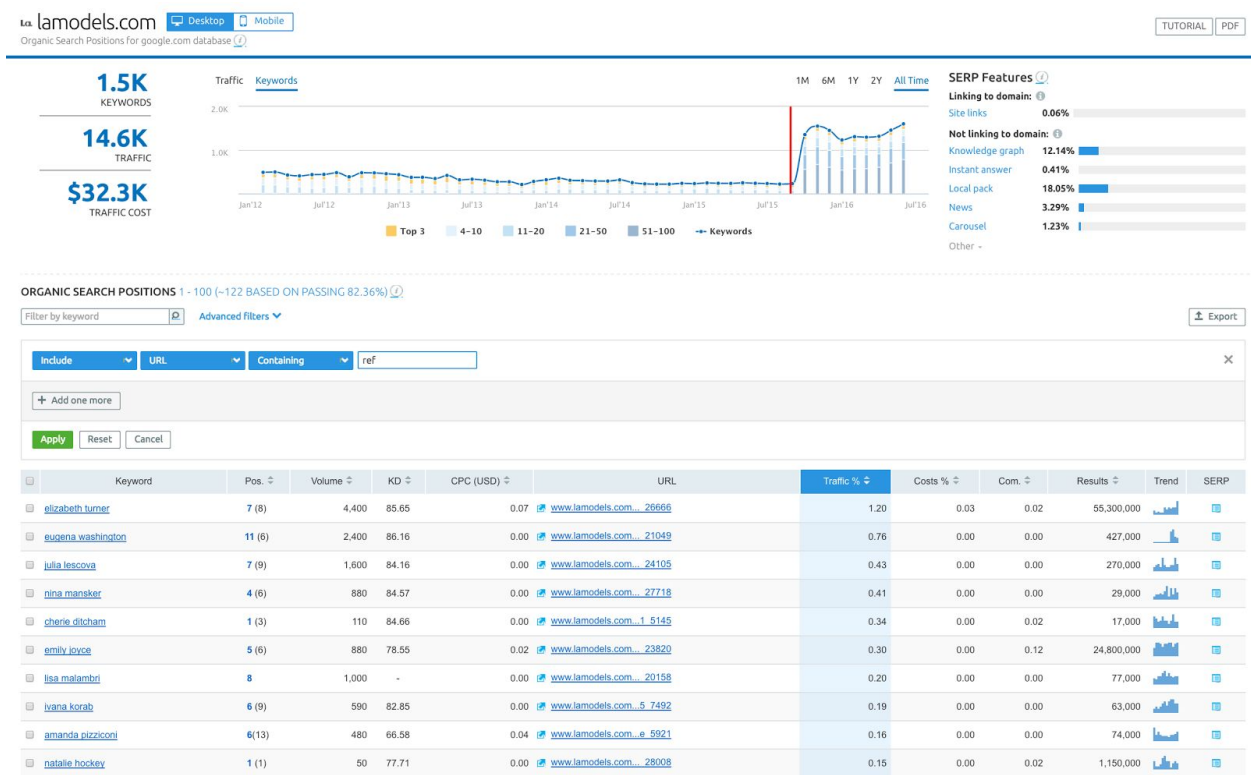 La. lamodels.com Desktop Mobile TUTORIAL PDF
Organic Search Positions for google.com database i
1.5K
KEYWORDS
14.6K
TRAFFIC
$32.3K
TRAFFIC COST
Traffic Keywords 1M 6M 1Y 2Y All Time
2.0K
1.0K
Jan'12 Jul'12 Jan'13 Jul'13 Jan'14 Jul'14 Jan'15 Jul'15 Jan'16 Jul'16
Top 3 4-10 11-20 21-50 51-100 Keywords
SERP Features i
Linking to domain: i
Site links 0.06%
Not linking to domain: i
Knowledge graph 12.14%
Instant answer 0.41%
Local pack 18.05%
News 3.29%
Carousel 1.23%
Other -
ORGANIC SEARCH POSITIONS 1 - 100 (~122 BASED ON PASSING 82.36%) i
Filter by keyword Advanced filters Export
Include URL Containing ref
+ Add one more
Apply Reset Cancel
Keyword Pos. Volume KD CPC (USD) URL Traffic % Costs % Com. Results Trend SERP
elizabeth turner 7 (8) 4,400 85.65 0.07 www.lamodels.com... 26666 1.20 0.03 0.02 55,300,000
eugena washington 11 (6) 2,400 86.16 0.00 www.lamodels.com... 21049 0.76 0.00 0.00 427,000
julia lescova 7 (9) 1,600 84.16 0.00 www.lamodels.com... 24105 0.43 0.00 0.00 270,000
nina mansker 4 (6) 880 84.57 0.00 www.lamodels.com... 27718 0.41 0.00 0.00 29,000
cherie ditcham 1 (3) 110 84.66 0.00 www.lamodels.com...1 5145 0.34 0.00 0.02 17,000
emily joyce 5 (6) 880 78.55 0.02 www.lamodels.com... 23820 0.30 0.00 0.12 24,800,000
lisa malambri 8 1,000 - 0.00 www.lamodels.com... 20158 0.20 0.00 0.00 77,000
ivana korab 6 (9) 590 82.85 0.00 www.lamodels.com...5 7492 0.19 0.00 0.00 63,000
amanda pizziconi 6(13) 480 66.58 0.04 www.lamodels.com...e 5921 0.16 0.00 0.00 74,000
natalie hockey 1 (1) 50 77.71 0.00 www.lamodels.com... 28008 0.15 0.00 0.02 1,150,000